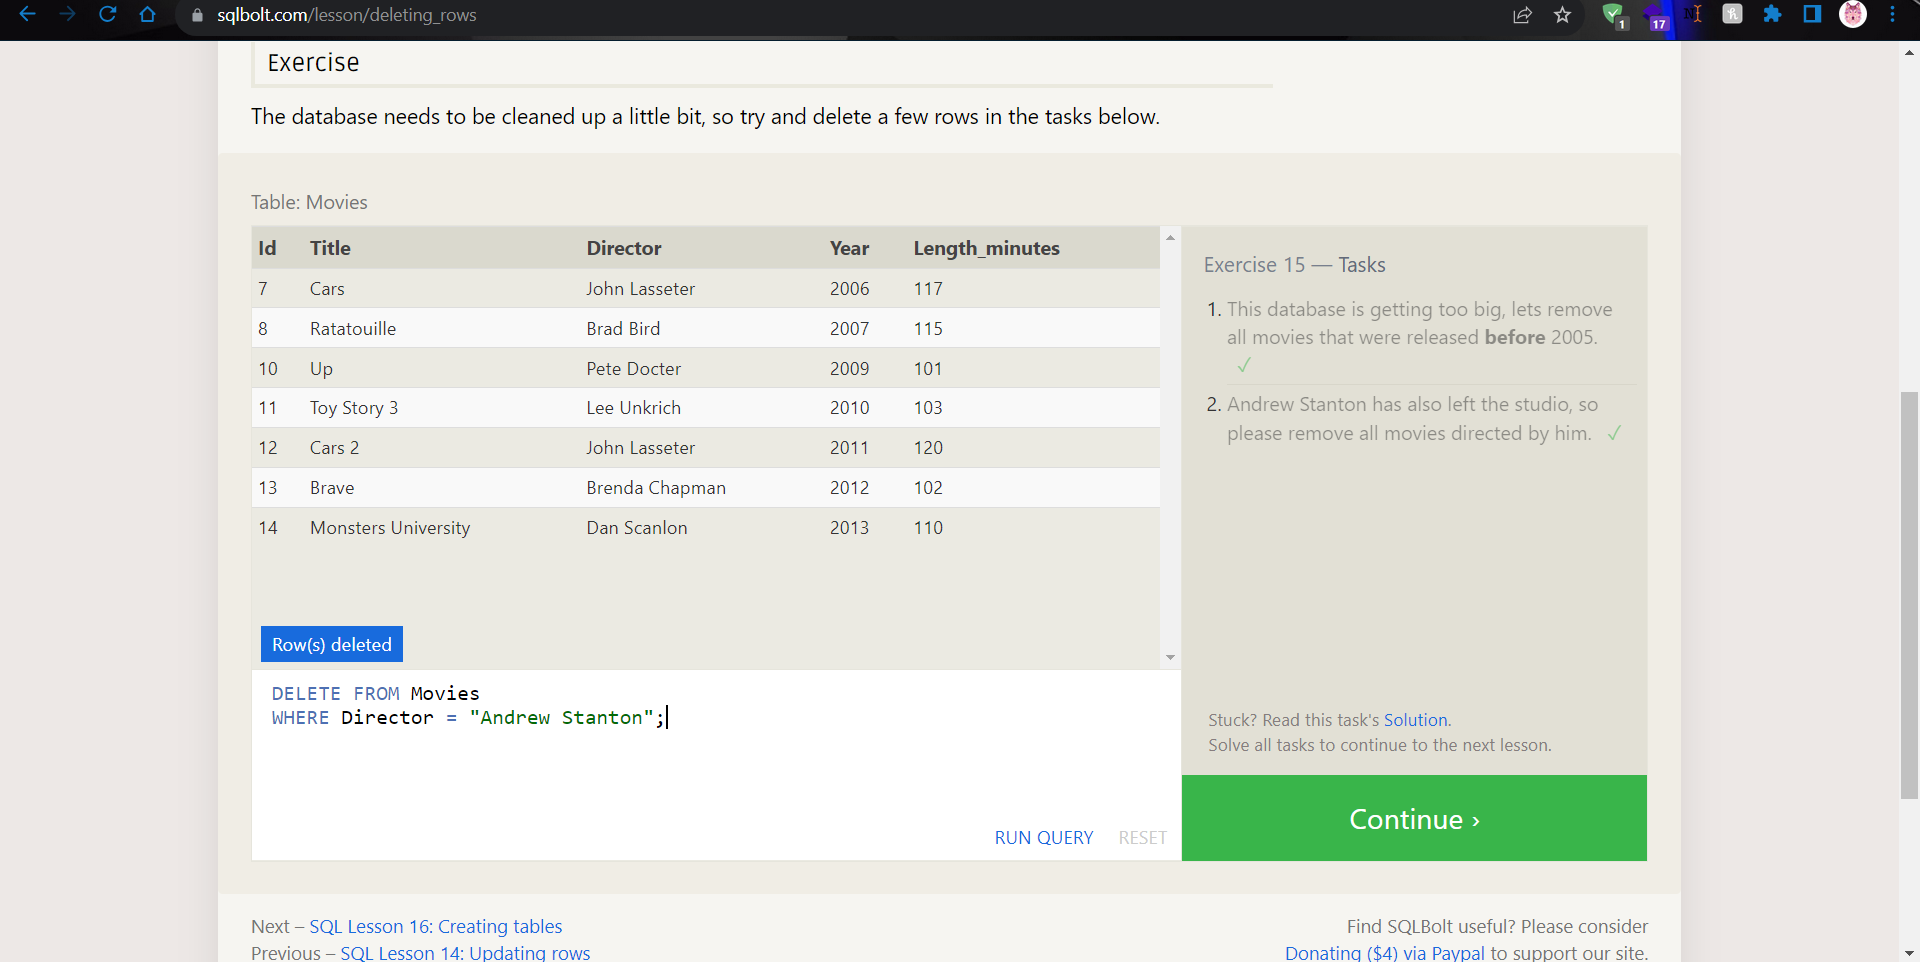 sqlbolt.com/lesson/deleting_rows
1
17
Exercise
The database needs to be cleaned up a little bit, so try and delete a few rows in the tasks below.
Table: Movies
Id Title Director Year Length_minutes
7 Cars John Lasseter 2006 117
8 Ratatouille Brad Bird 2007 115
10 Up Pete Docter 2009 101
11 Toy Story 3 Lee Unkrich 2010 103
12 Cars 2 John Lasseter 2011 120
13 Brave Brenda Chapman 2012 102
14 Monsters University Dan Scanlon 2013 110
Row(s) deleted
DELETE FROM Movies
WHERE Director = "Andrew Stanton";
RUN QUERY RESET
Exercise 15 — Tasks
1. This database is getting too big, lets remove
all movies that were released before 2005.
✓
2. Andrew Stanton has also left the studio, so
please remove all movies directed by him. ✓
Stuck? Read this task's Solution.
Solve all tasks to continue to the next lesson.
Continue ›
Next – SQL Lesson 16: Creating tables
Previous – SQL Lesson 14: Updating rows
Find SQLBolt useful? Please consider
Donating ($4) via Paypal to support our site.